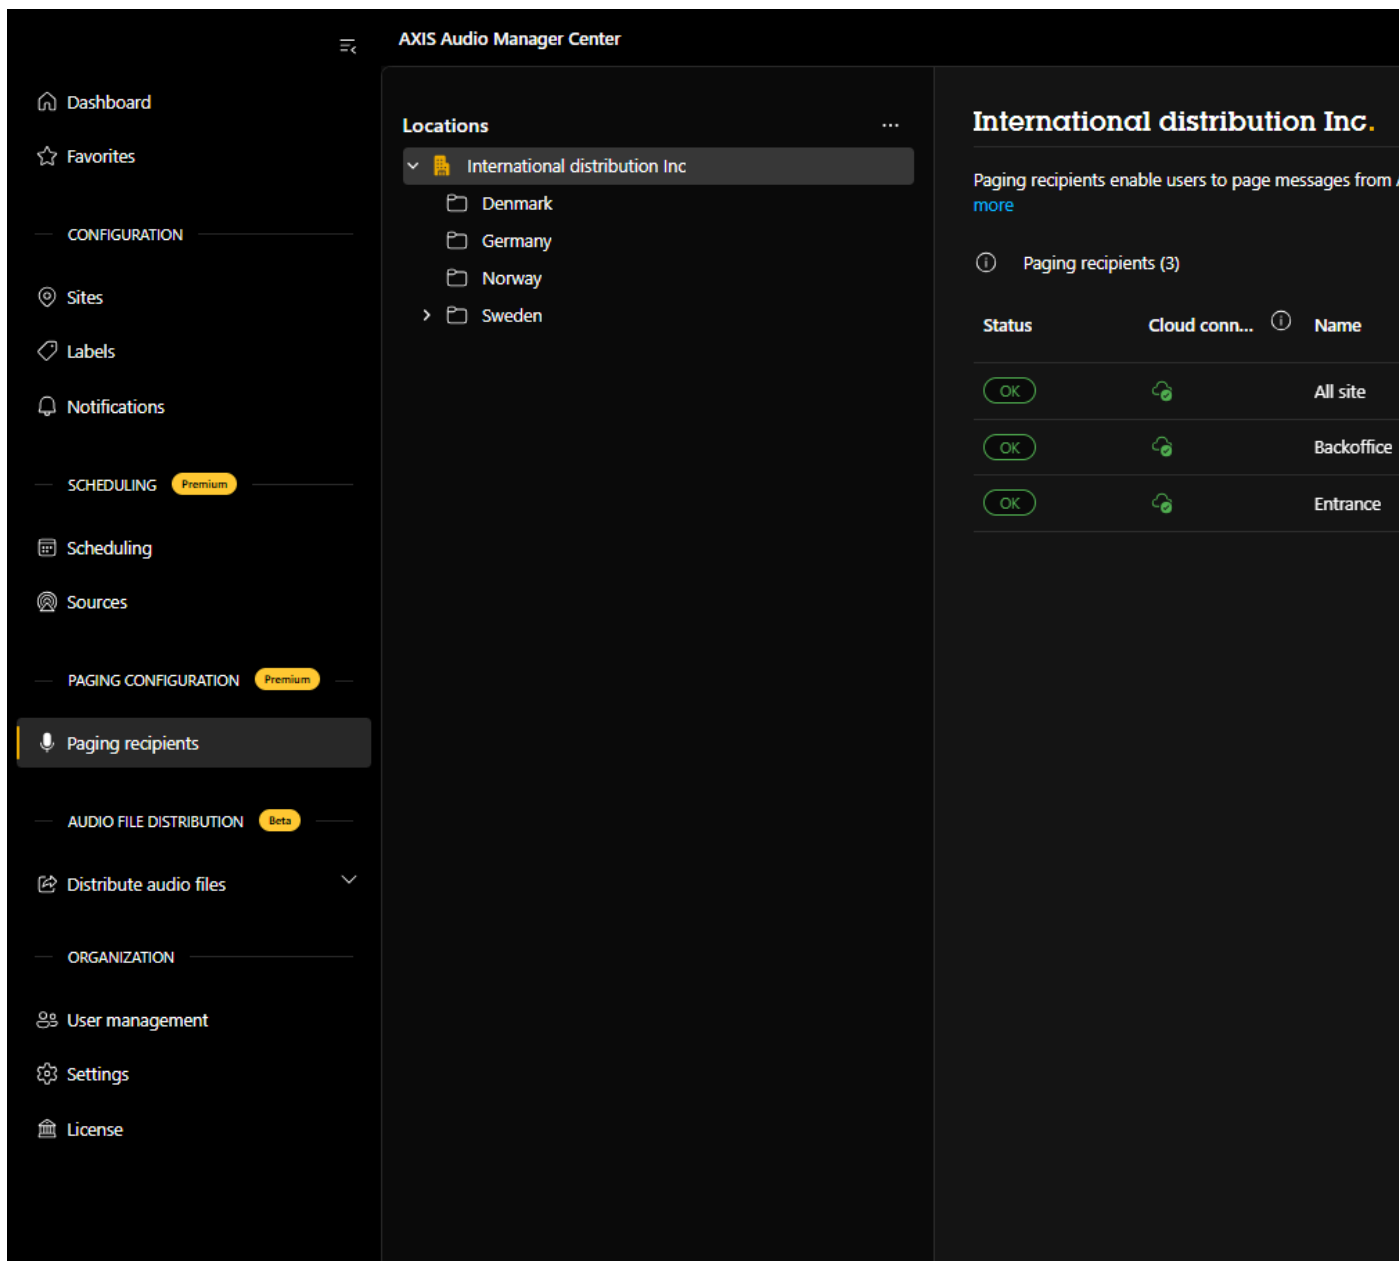 AXIS Audio Manager Center
Dashboard
Favorites
CONFIGURATION
Sites
Labels
Notifications
SCHEDULING Premium
Scheduling
Sources
PAGING CONFIGURATION Premium
Paging recipients
AUDIO FILE DISTRIBUTION Beta
Distribute audio files
ORGANIZATION
User management
Settings
License
Locations
International distribution Inc
Denmark
Germany
Norway
Sweden
International distribution Inc.
Paging recipients enable users to page messages from
more
Paging recipients (3)
Status Cloud conn... Name
OK All site
OK Backoffice
OK Entrance